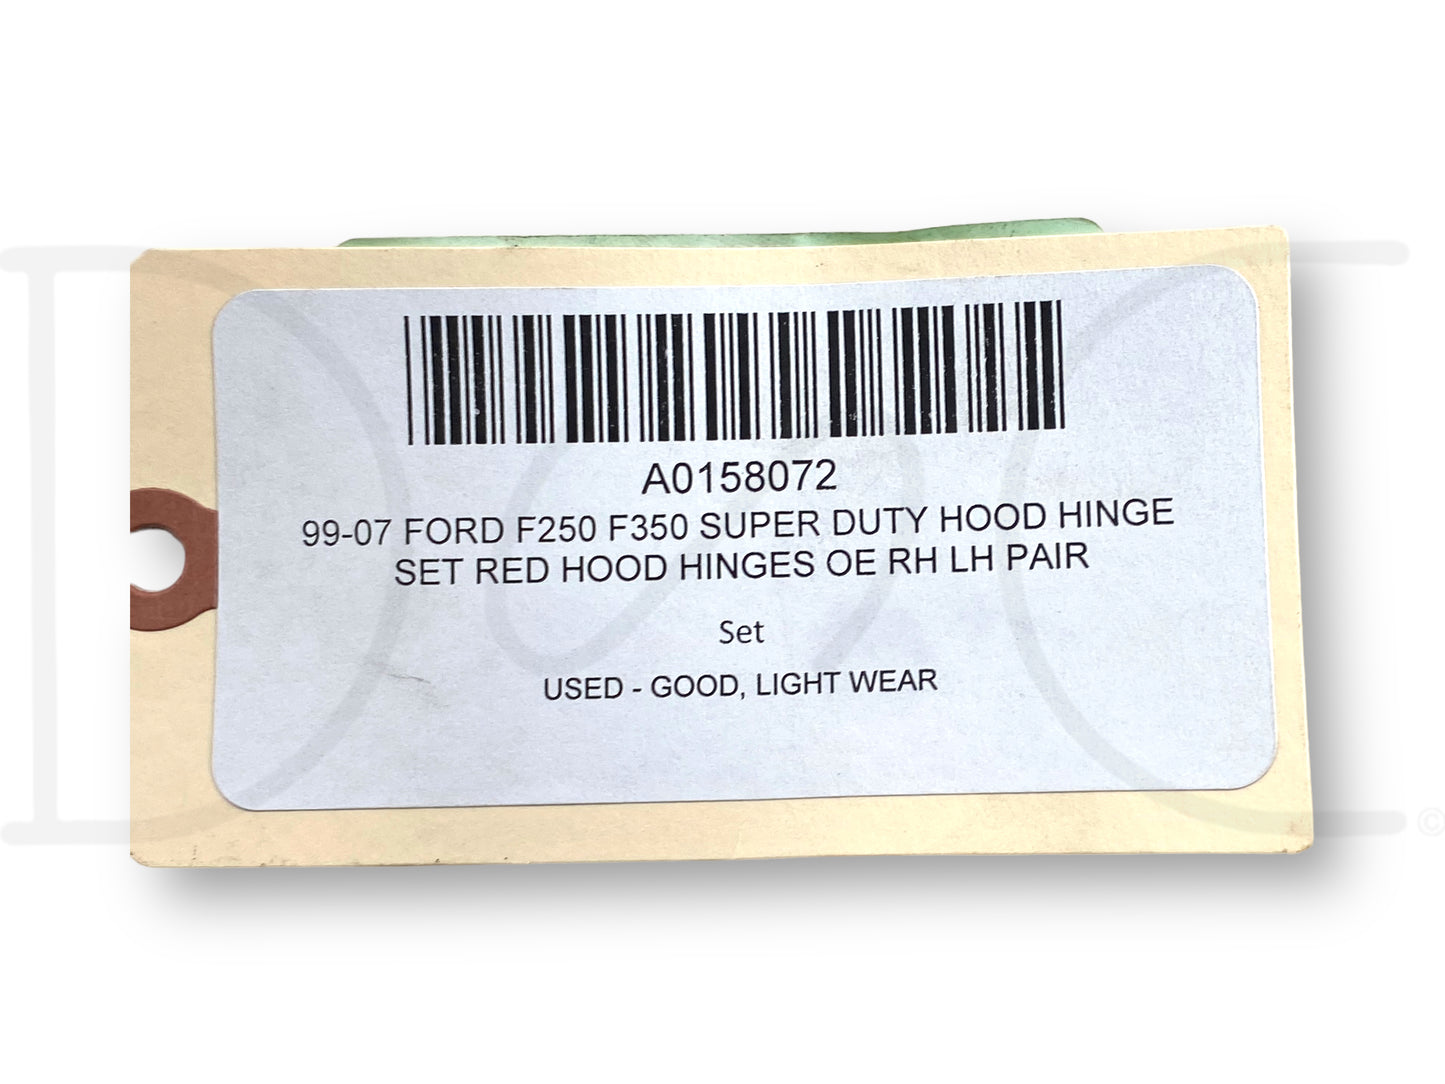 A0158072
99-07 FORD F250 F350 SUPER DUTY HOOD HINGE
SET RED HOOD HINGES OE RH LH PAIR
Set
USED - GOOD, LIGHT WEAR
©